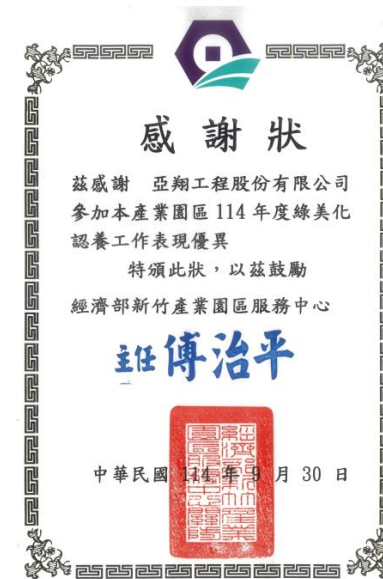 感謝狀
茲感謝　亞翔工程股份有限公司
參加本產業園區114年度綠美化
認養工作表現優異
特頒此狀，以茲鼓勵
經濟部新竹產業園區服務中心
主任傅治平
中華民國 114 年 9 月 30 日